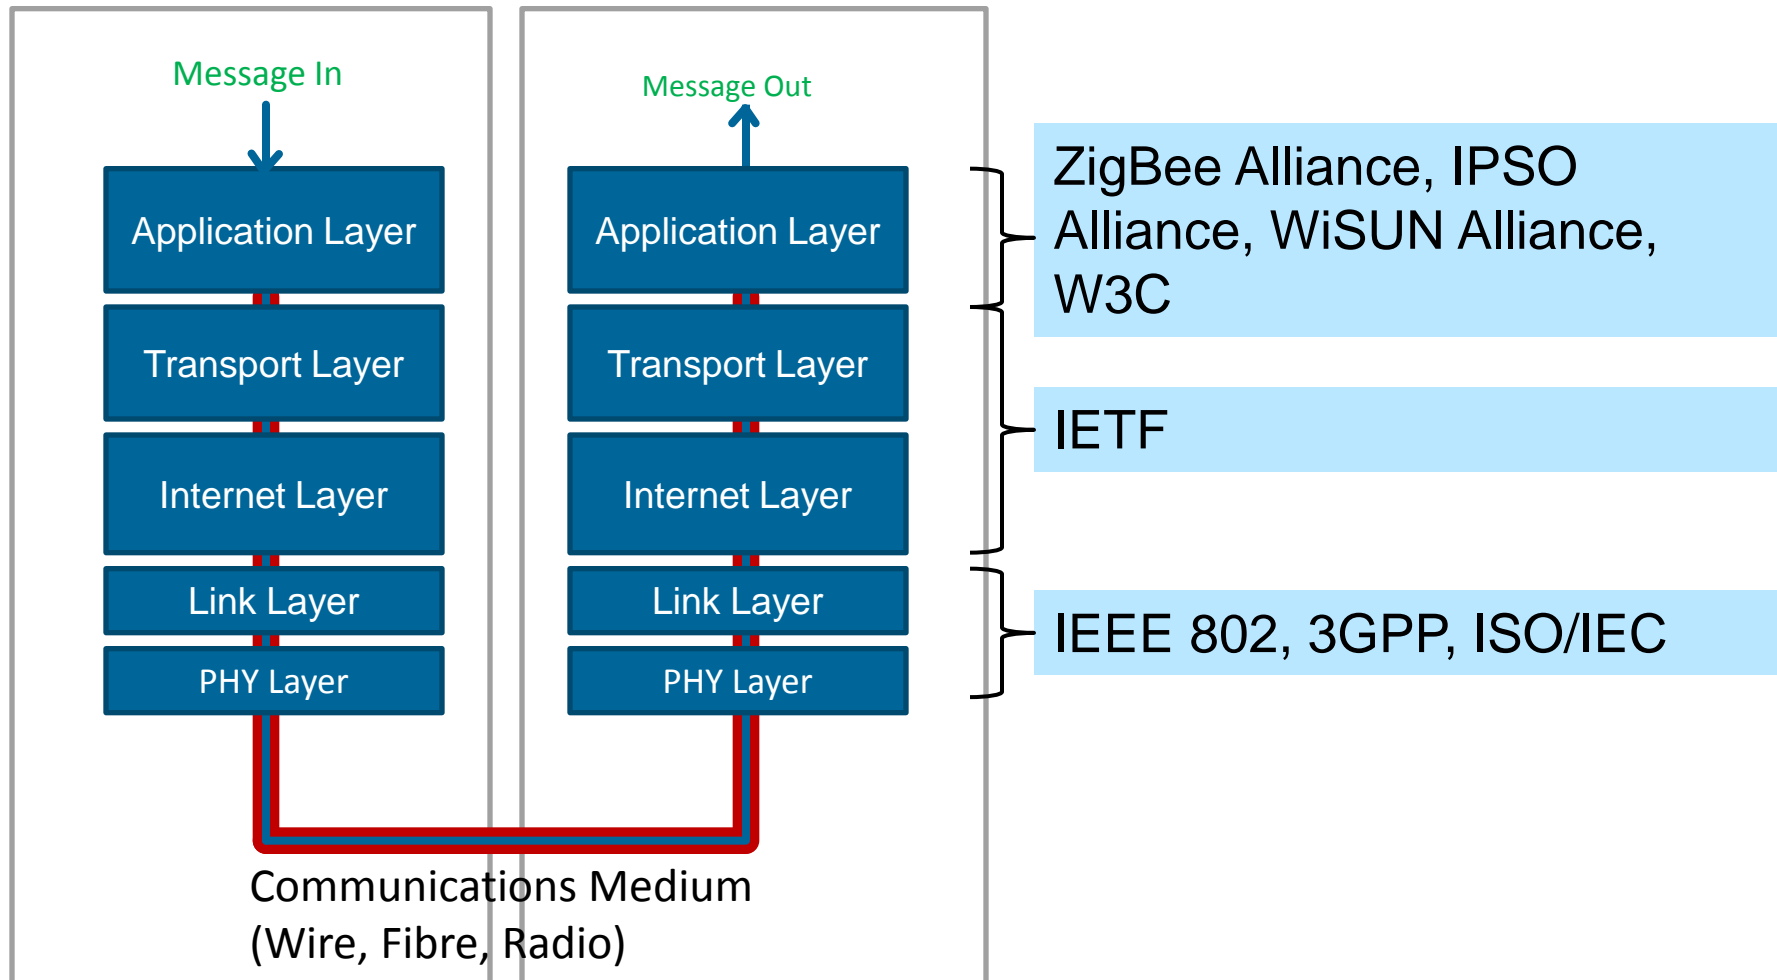 Message In
Application Layer
Transport Layer
Internet Layer
Link Layer
PHY Layer
Message Out
Application Layer
Transport Layer
Internet Layer
Link Layer
PHY Layer
Communications Medium
(Wire, Fibre, Radio)
ZigBee Alliance, IPSO
Alliance, WiSUN Alliance,
W3C
IETF
IEEE 802, 3GPP, ISO/IEC